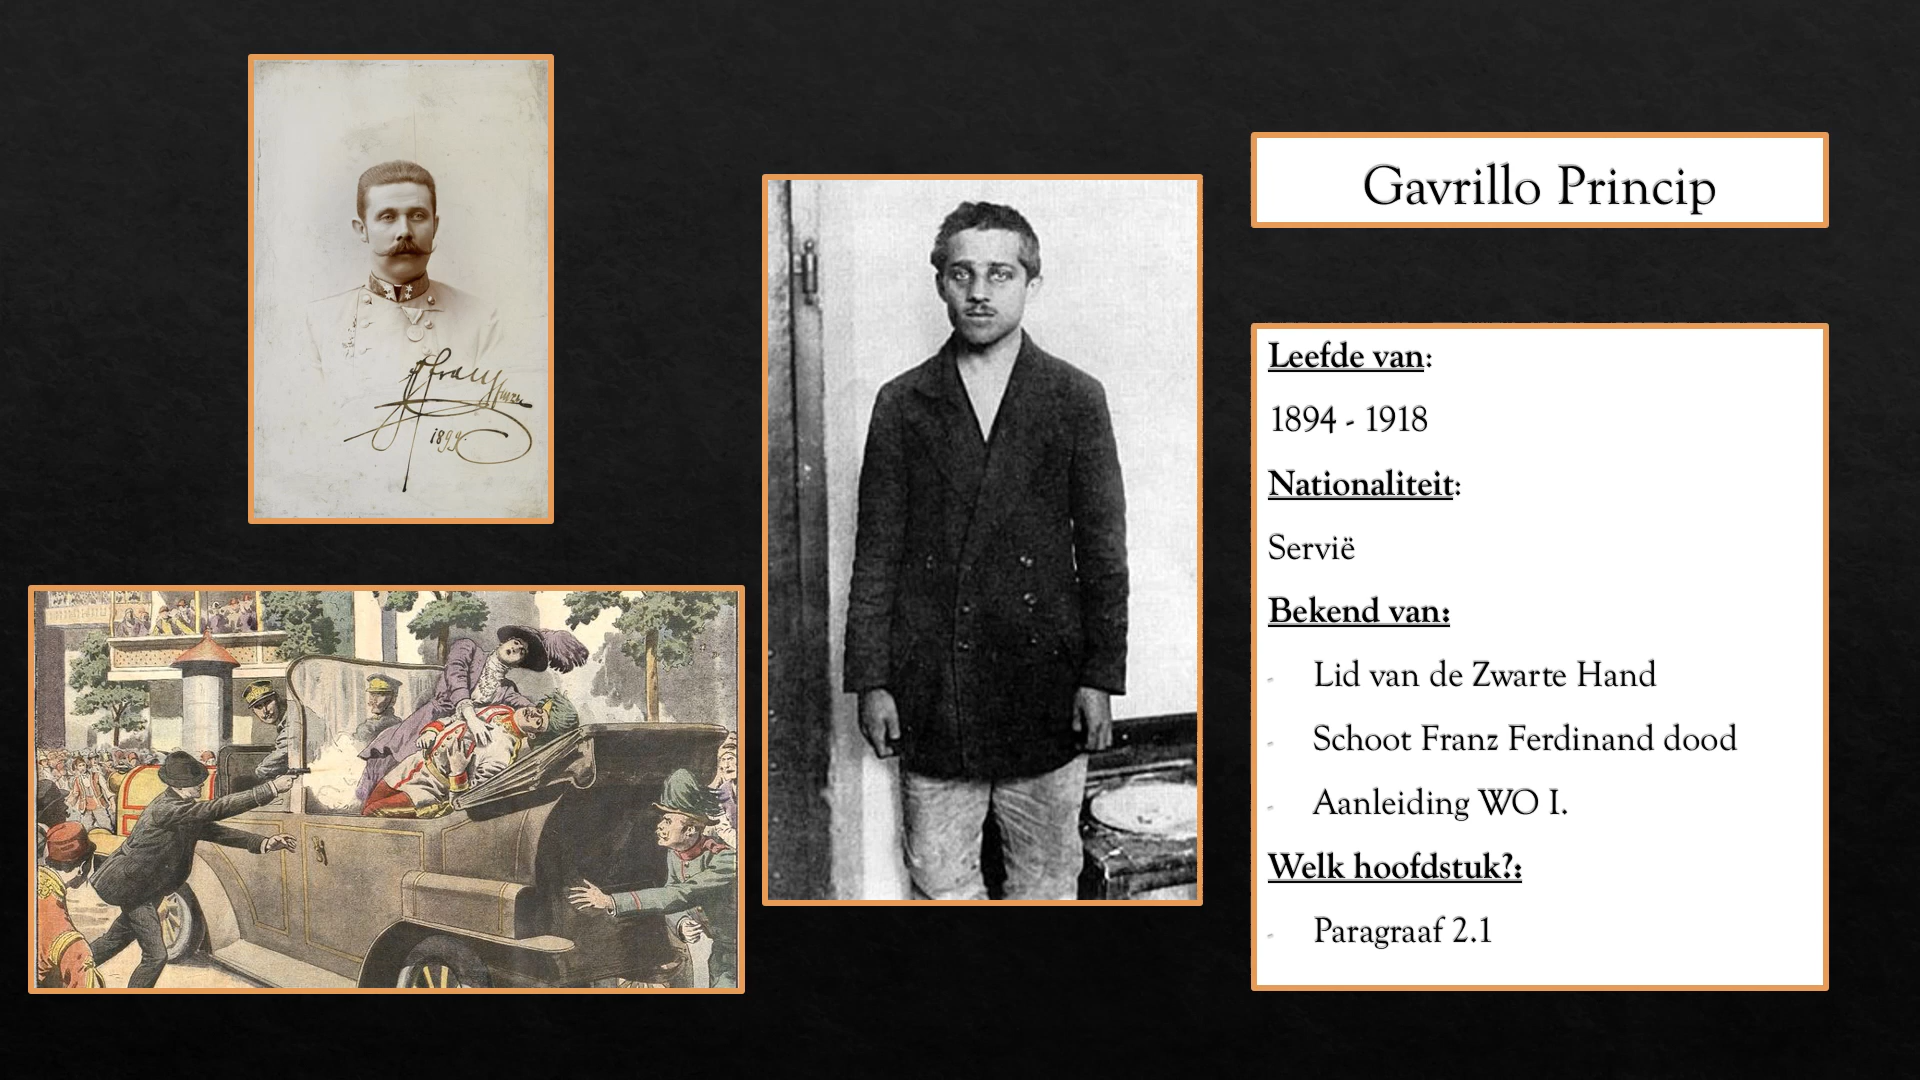 Gavrillo Princip
Leefde van:
1894 - 1918
Nationaliteit:
Servië
Bekend van:
- Lid van de Zwarte Hand
- Schoot Franz Ferdinand dood
- Aanleiding WO I.
Welk hoofdstuk?:
- Paragraaf 2.1
1899